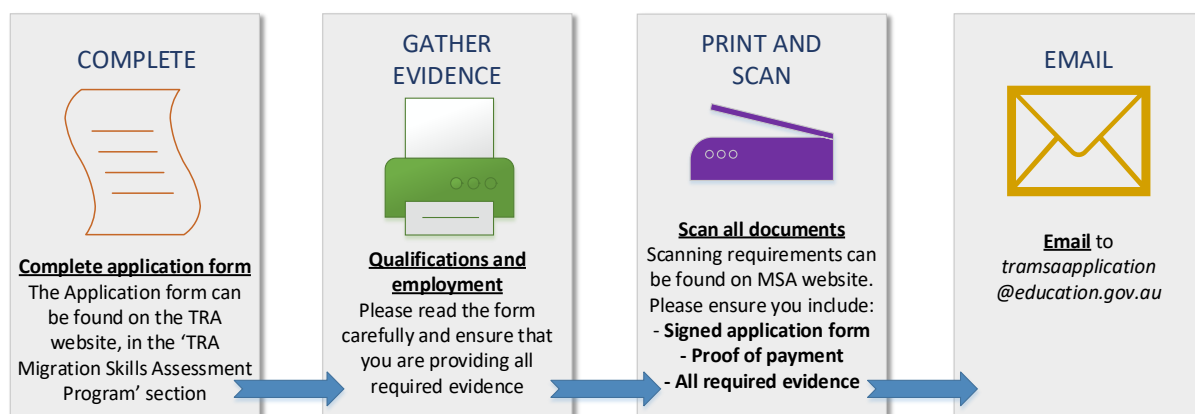 COMPLETE
Complete application form
The Application form can
be found on the TRA
website, in the ‘TRA
Migration Skills Assessment
Program’ section
GATHER
EVIDENCE
Qualifications and
employment
Please read the form
carefully and ensure that
you are providing all
required evidence
PRINT AND
SCAN
Scan all documents
Scanning requirements can
be found on MSA website.
Please ensure you include:
- Signed application form
- Proof of payment
- All required evidence
EMAIL
Email to
tramsaapplication
@education.gov.au